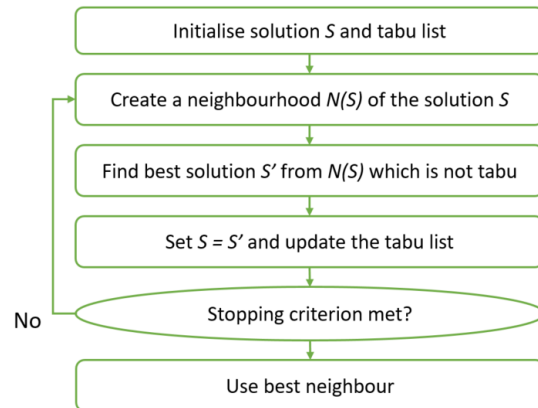 Initialise solution S and tabu list
Create a neighbourhood N(S) of the solution S
Find best solution S’ from N(S) which is not tabu
Set S = S’ and update the tabu list
Stopping criterion met?
No
Use best neighbour